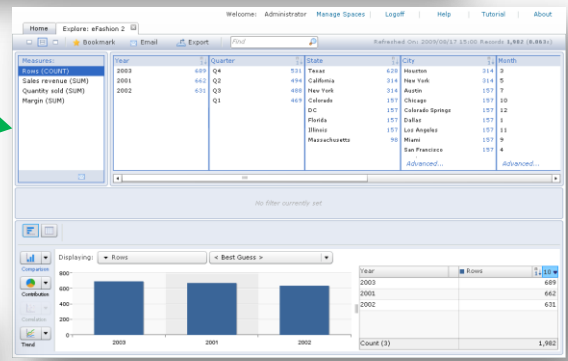 Welcome: Administrator Manage Spaces | Logoff | Help | Tutorial | About
Home Explore: eFashion 2
Bookmark Email Export Find Refreshed On: 2009/06/17 15:00 Records 1,982
Measures:
Rows (COUNT)
Sales revenue (SUM)
Quantity sold (SUM)
Margin (SUM)
Year
2003 689
2001 662
2002 631
Quarter
Q4 531
Q2 494
Q3 488
Q1 469
State
Texas 628
California 314
New York 314
Colorado 157
DC 157
Florida 157
Illinois 157
Massachusetts 98
City
Houston 314
New York 314
Austin 157
Chicago 157
Colorado Springs 157
Dallas 157
Los Angeles 157
Miami 157
San Francisco 157
Advanced...
Month
3
5
7
10
12
1
11
9
4
Advanced...
No filter currently set
Comparison
Contribution
Correlation
Trend
Displaying: Rows < Best Guess >
800
600
400
200
0
2003 2001 2002
Year Rows 10
2003 689
2001 662
2002 631
Count (3) 1,982